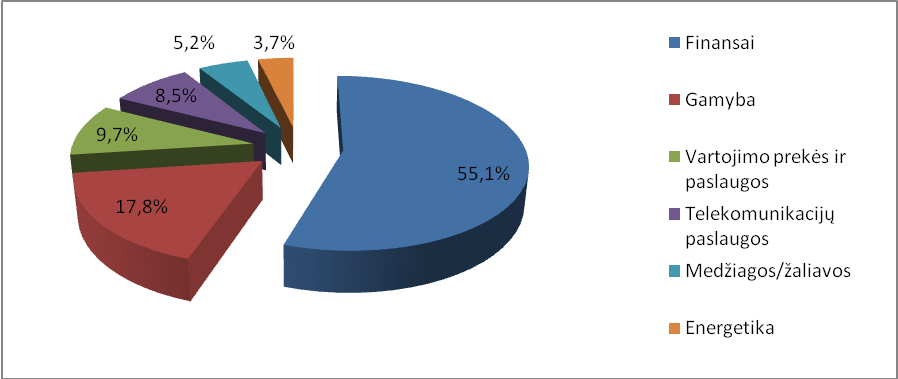 5,2%
3,7%
8,5%
9,7%
17,8%
55,1%
Finansai
Gamyba
Vartojimo prekės ir
paslaugos
Telekomunikacijų
paslaugos
Medžiagos/žaliavos
Energetika